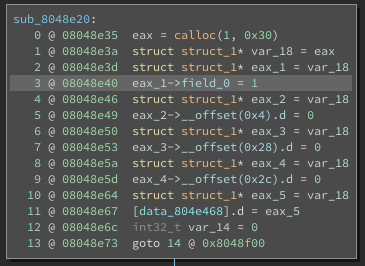 sub_8048e20:
0 @ 08048e35 eax = calloc(1, 0x30)
1 @ 08048e3a struct struct_1* var_18 = eax
2 @ 08048e3d struct struct_1* eax_1 = var_18
3 @ 08048e40 eax_1->field_0 = 1
4 @ 08048e46 struct struct_1* eax_2 = var_18
5 @ 08048e49 eax_2->__offset(0x4).d = 0
6 @ 08048e50 struct struct_1* eax_3 = var_18
7 @ 08048e53 eax_3->__offset(0x28).d = 0
8 @ 08048e5a struct struct_1* eax_4 = var_18
9 @ 08048e5d eax_4->__offset(0x2c).d = 0
10 @ 08048e64 struct struct_1* eax_5 = var_18
11 @ 08048e67 [data_804e468].d = eax_5
12 @ 08048e6c int32_t var_14 = 0
13 @ 08048e73 goto 14 @ 0x8048f00